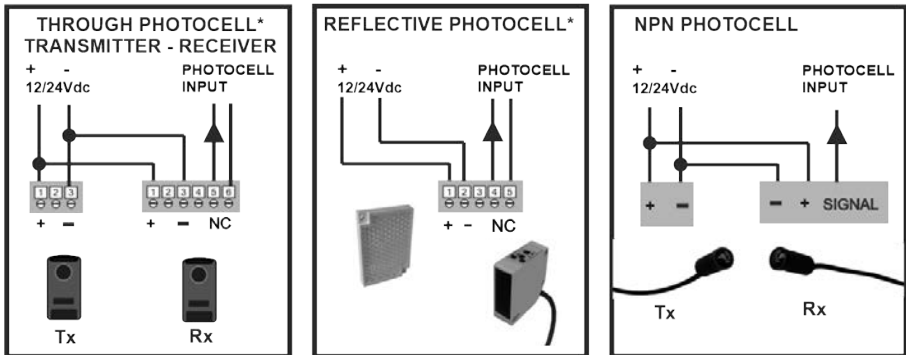 THROUGH PHOTOCELL*
TRANSMITTER - RECEIVER
+ -
12/24Vdc
PHOTOCELL
INPUT
1 2 3
1 2 3 4 5 6
+ -
+ - NC
Tx
Rx
REFLECTIVE PHOTOCELL*
+ -
12/24Vdc
PHOTOCELL
INPUT
1 2 3 4 5
+ - NC
NPN PHOTOCELL
+ -
12/24Vdc
PHOTOCELL
INPUT
+ -
- + SIGNAL
Tx
Rx